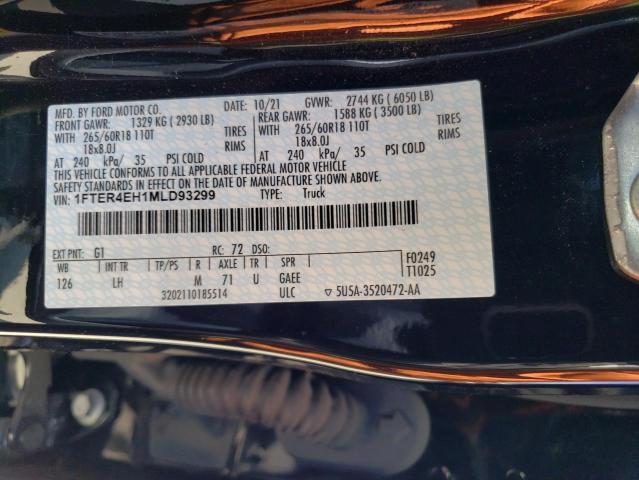 MFD. BY FORD MOTOR CO.
DATE: 10/21 GVWR: 2744 KG ( 6050 LB)
FRONT GAWR: 1329 KG ( 2930 LB) REAR GAWR: 1588 KG ( 3500 LB)
WITH 265/60R18 110T TIRES WITH 265/60R18 110T TIRES
18x8.0J RIMS 18x8.0J RIMS
AT 240 kPa/ 35 PSI COLD AT 240 kPa/ 35 PSI COLD
THIS VEHICLE CONFORMS TO ALL APPLICABLE FEDERAL MOTOR VEHICLE
SAFETY STANDARDS IN EFFECT ON THE DATE OF MANUFACTURE SHOWN ABOVE.
VIN: 1FTER4EH1MLD93299 TYPE: Truck
EXT PNT: G1 RC: 72 DSO:
WB INT TR TP/PS R AXLE TR SPR F0249
126 LH M 71 U GAEE T1025
3202110185514 ULC ▽ 5U5A-3520472-AA